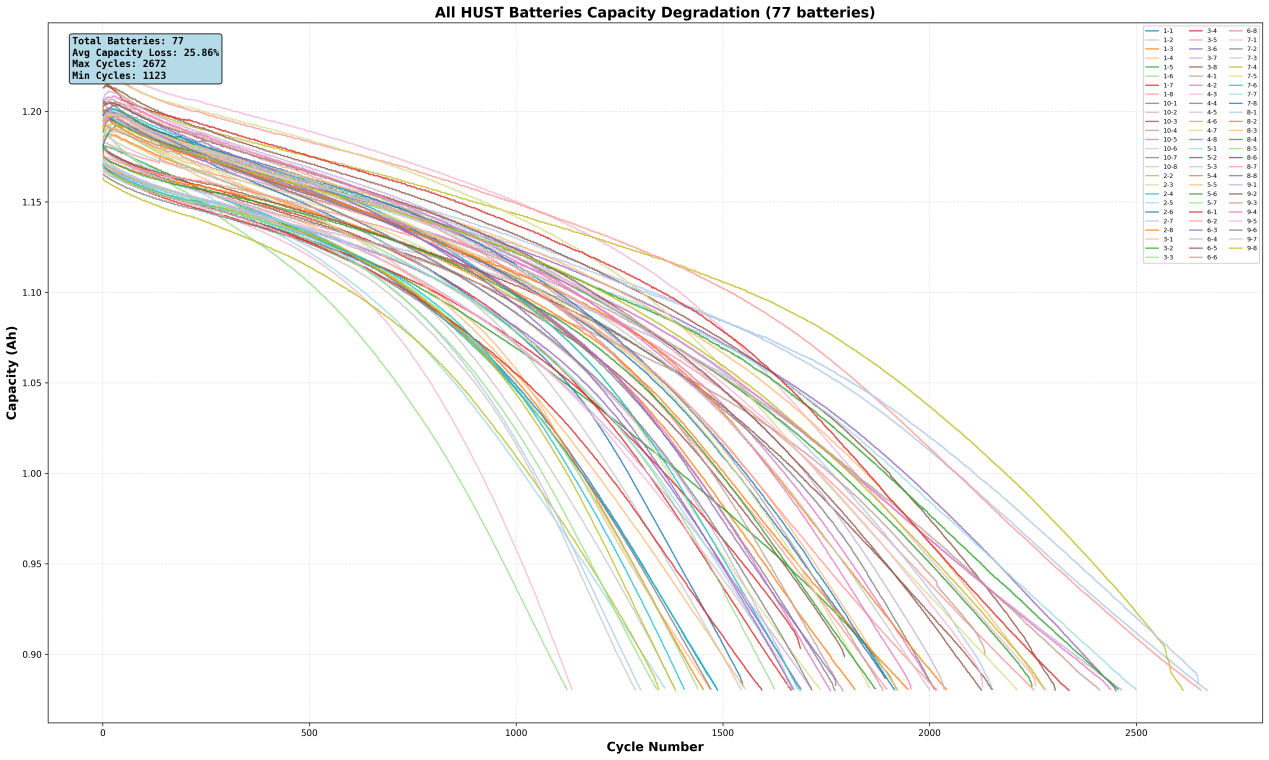 All HUST Batteries Capacity Degradation (77 batteries)
Total Batteries: 77
Avg Capacity Loss: 25.86%
Max Cycles: 2672
Min Cycles: 1123
1-1 3-4 6-8
1-2 3-5 7-1
1-3 3-6 7-2
1-4 3-7 7-3
1-5 3-8 7-4
1-6 4-1 7-5
1-7 4-2 7-6
1-8 4-3 7-7
10-1 4-4 7-8
10-2 4-5 8-1
10-3 4-6 8-2
10-4 4-7 8-3
10-5 4-8 8-4
10-6 5-1 8-5
10-7 5-2 8-6
10-8 5-3 8-7
2-2 5-4 8-8
2-3 5-5 9-1
2-4 5-6 9-2
2-5 5-7 9-3
2-6 6-1 9-4
2-7 6-2 9-5
2-8 6-3 9-6
3-1 6-4 9-7
3-2 6-5 9-8
3-3 6-6
Capacity (Ah)
1.20
1.15
1.10
1.05
1.00
0.95
0.90
0 500 1000 1500 2000 2500
Cycle Number